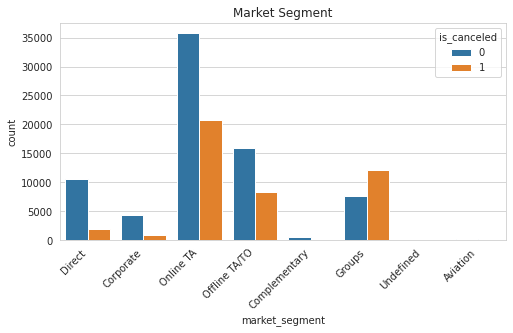 Market Segment
is_canceled
0
1
count
35000
30000
25000
20000
15000
10000
5000
0
Direct
Corporate
Online TA
Offline TA/TO
Complementary
Groups
Undefined
Aviation
market_segment